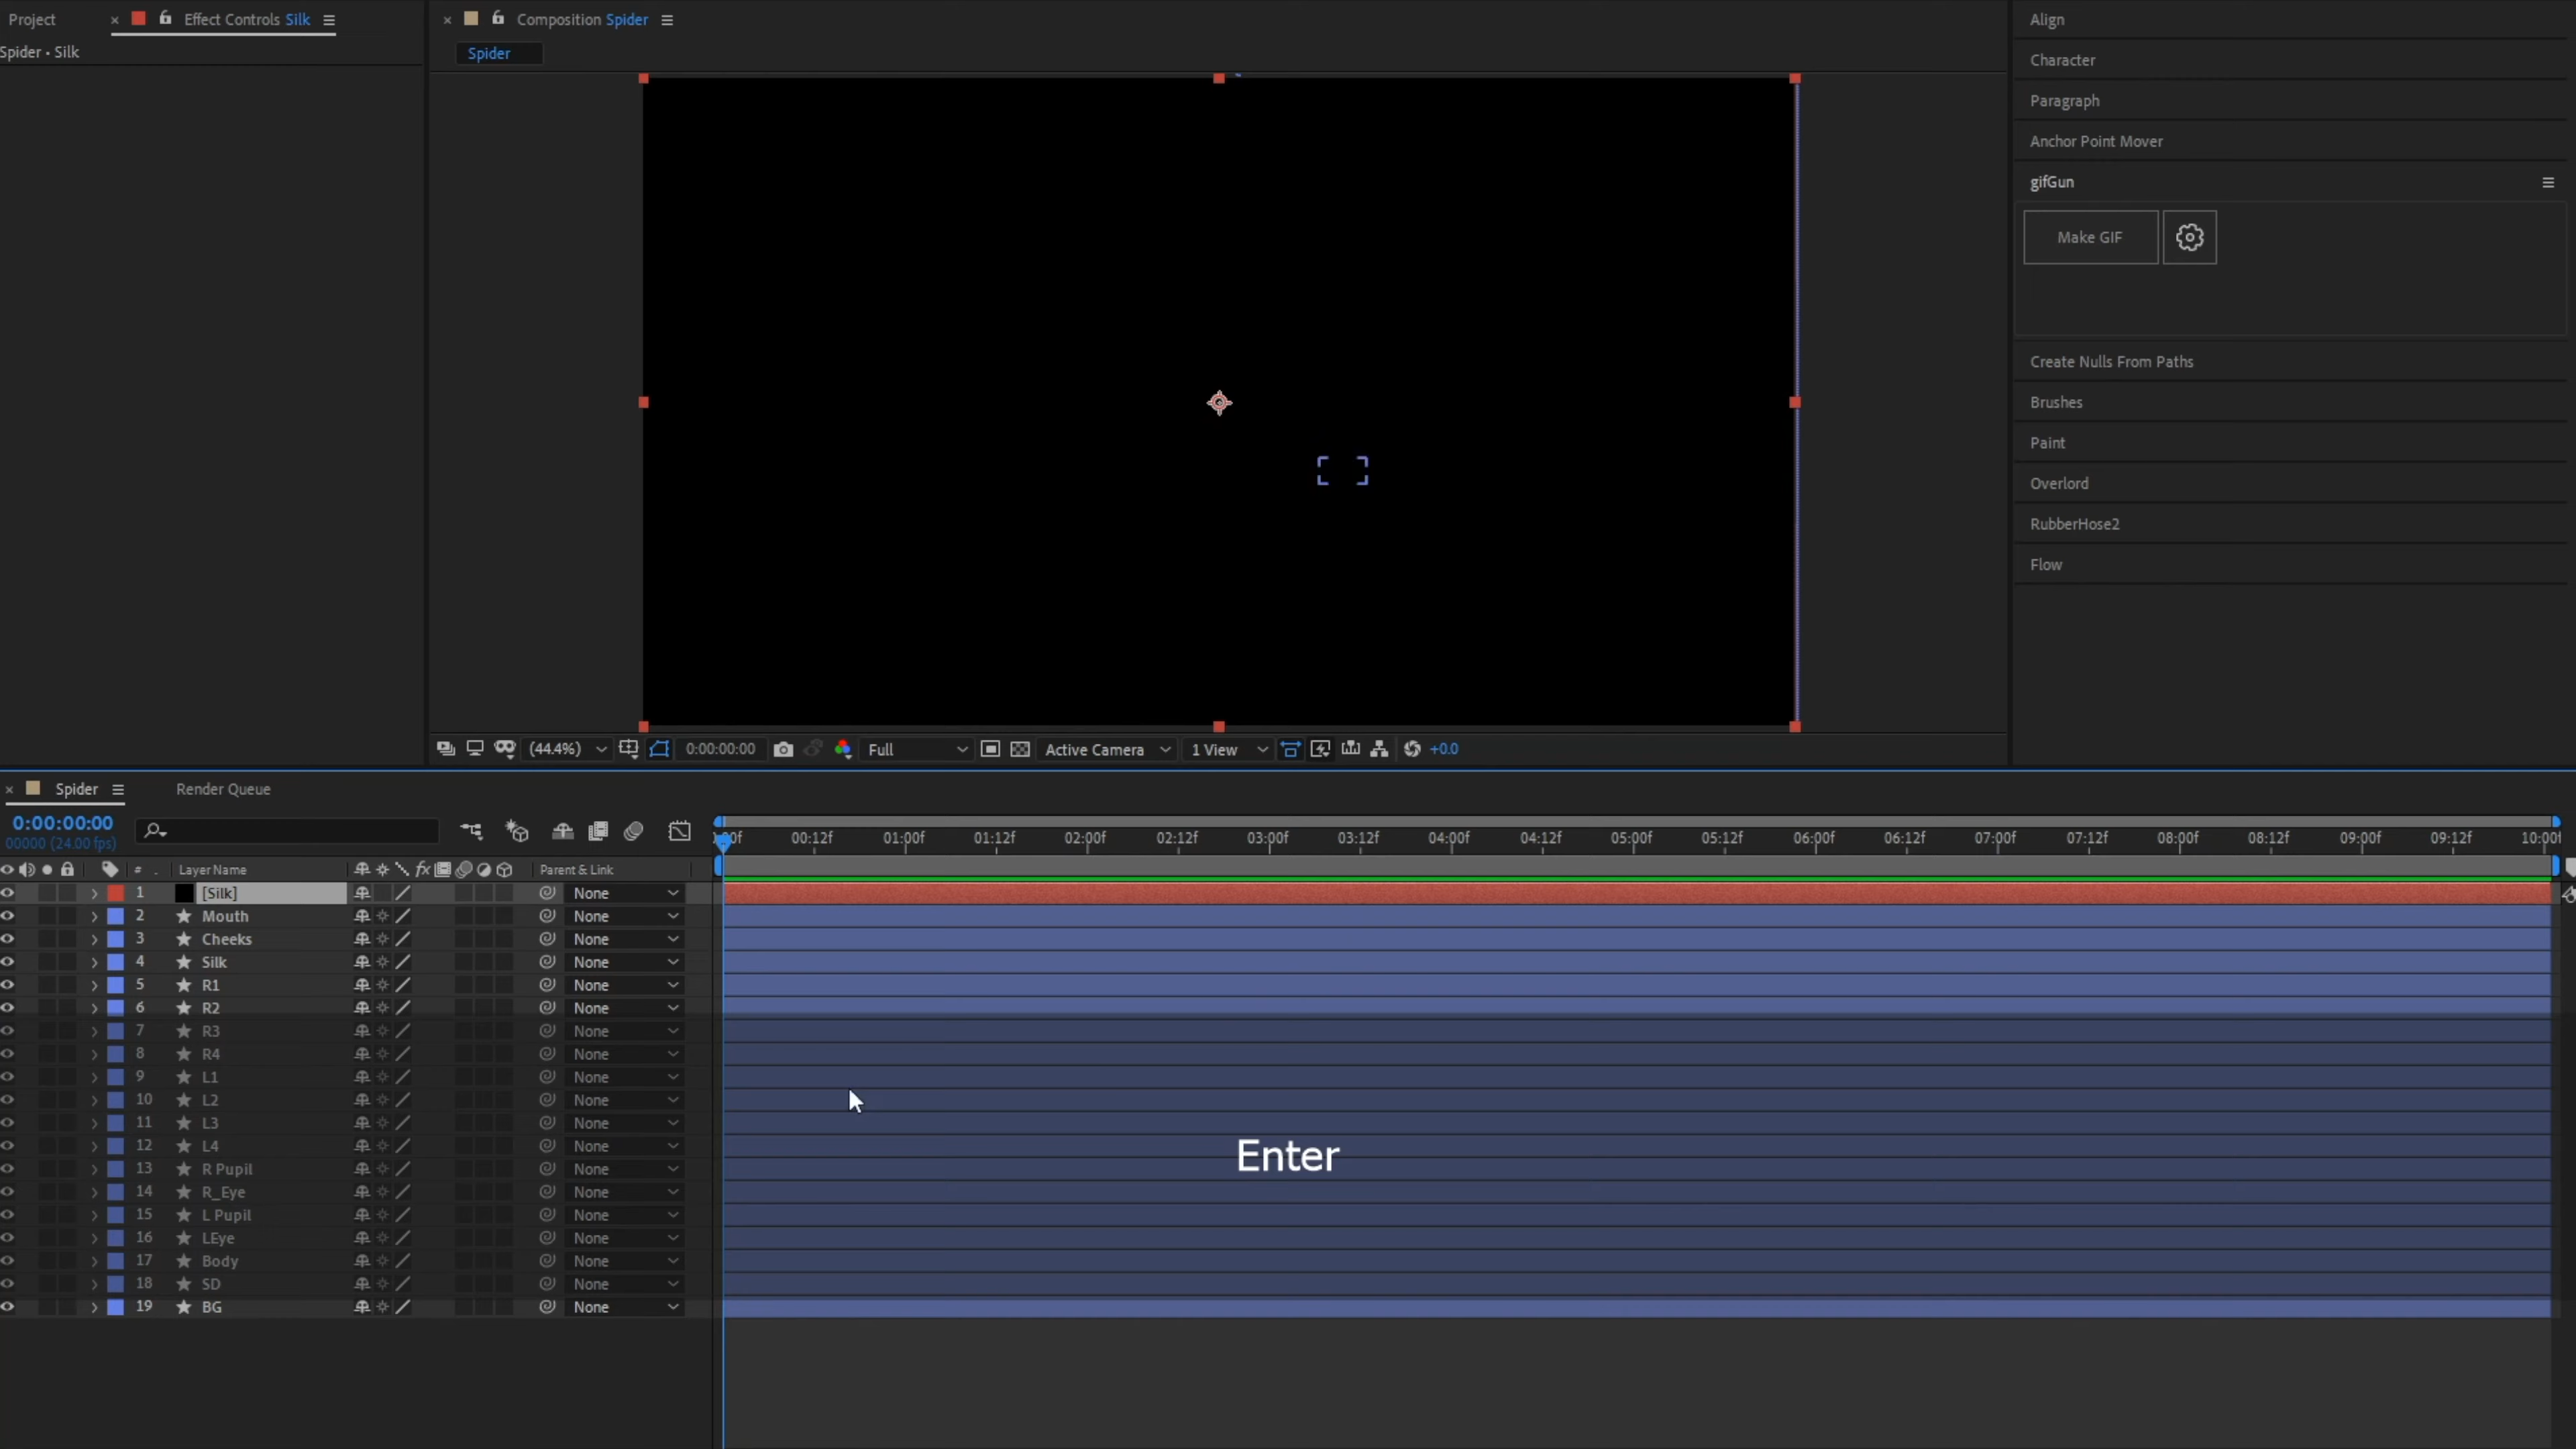 Project
Effect Controls Silk
Composition Spider
Spider • Silk
Spider
Align
Character
Paragraph
Anchor Point Mover
gifGun
Make GIF
Create Nulls From Paths
Brushes
Paint
Overlord
RubberHose2
Flow
(44.4%)
0:00:00:00
Full
Active Camera
1 View
+0.0
Spider
Render Queue
0:00:00:00
00000 (24.00 fps)
00f 00:12f 01:00f 01:12f 02:00f 02:12f 03:00f 03:12f 04:00f 04:12f 05:00f 05:12f 06:00f 06:12f 07:00f 07:12f 08:00f 08:12f 09:00f 09:12f 10:00f
# Layer Name fx Parent & Link
1 [Silk] None
2 Mouth None
3 Cheeks None
4 Silk None
5 R1 None
6 R2 None
7 R3 None
8 R4 None
9 L1 None
10 L2 None
11 L3 None
12 L4 None
13 R Pupil None
14 R_Eye None
15 L Pupil None
16 LEye None
17 Body None
18 SD None
19 BG None
Enter